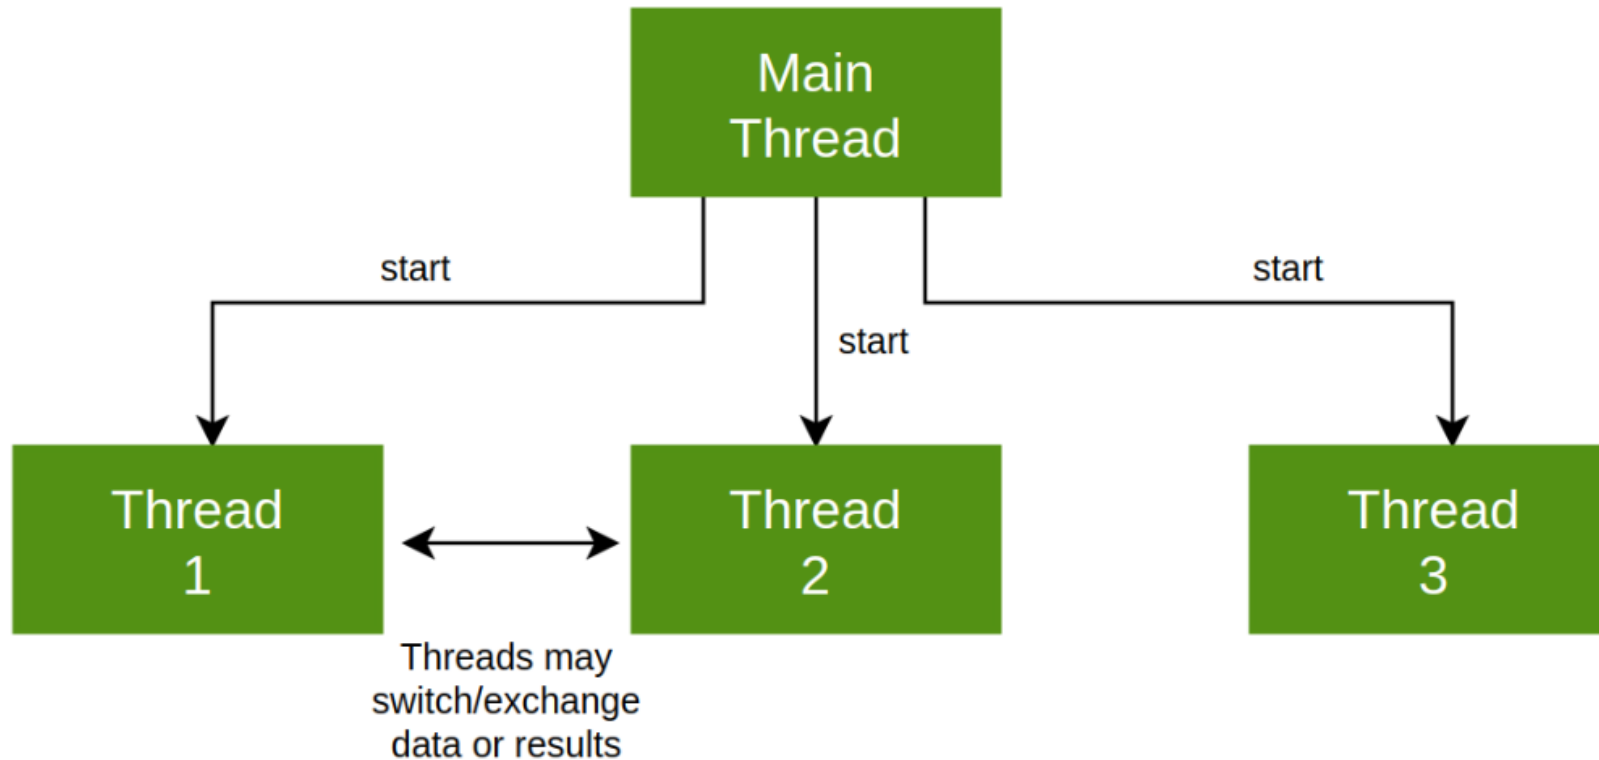 Main
Thread
start
start
start
Thread
1
Thread
2
Thread
3
Threads may
switch/exchange
data or results